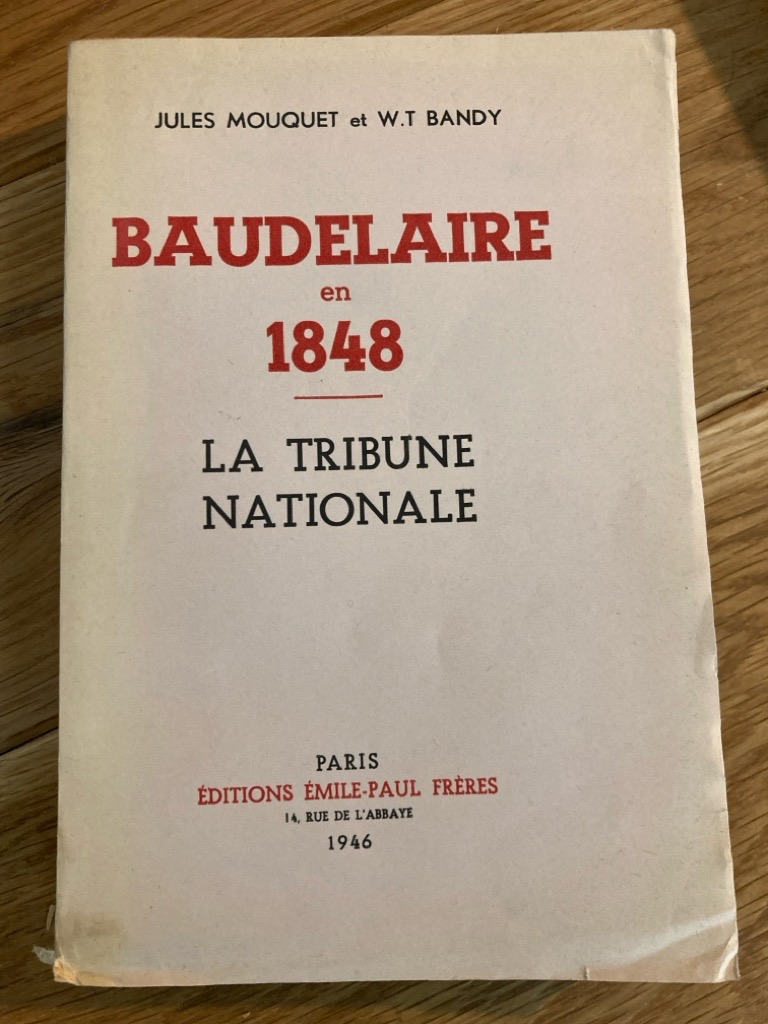 JULES MOUQUET et W.T BANDY
BAUDELAIRE
en
1848
LA TRIBUNE
NATIONALE
PARIS
ÉDITIONS ÉMILE-PAUL FRÈRES
14, RUE DE L'ABBAYE
1946